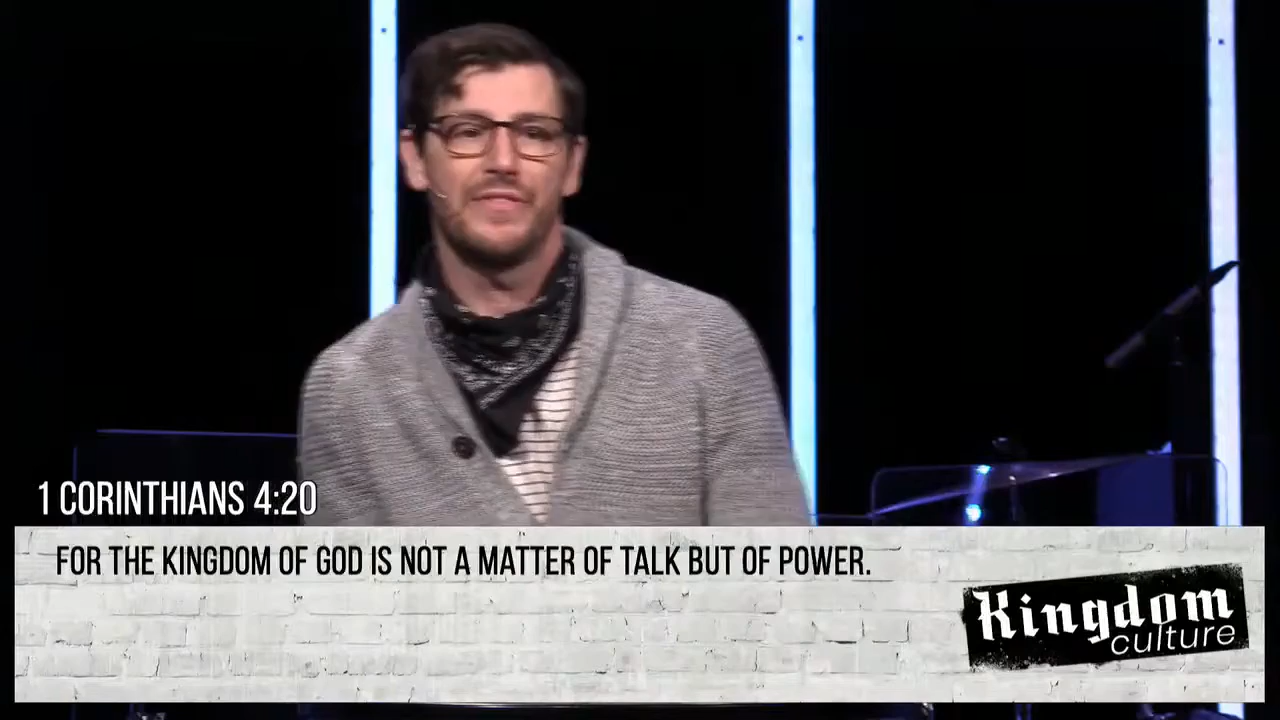 1 CORINTHIANS 4:20
FOR THE KINGDOM OF GOD IS NOT A MATTER OF TALK BUT OF POWER.
Kingdom
culture